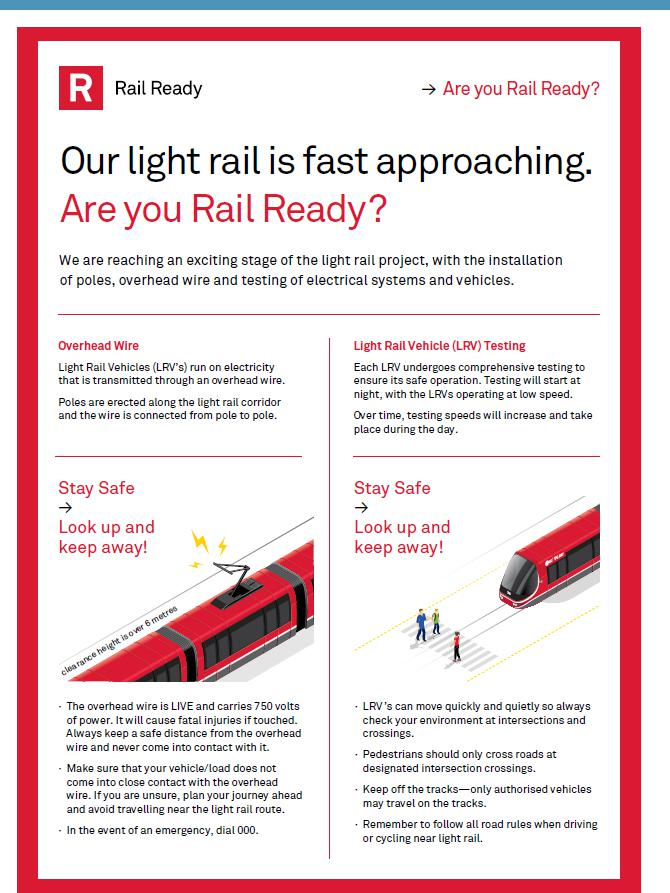 R Rail Ready
→ Are you Rail Ready?
Our light rail is fast approaching.
Are you Rail Ready?
We are reaching an exciting stage of the light rail project, with the installation
of poles, overhead wire and testing of electrical systems and vehicles.
Overhead Wire
Light Rail Vehicles (LRV's) run on electricity
that is transmitted through an overhead wire.
Poles are erected along the light rail corridor
and the wire is connected from pole to pole.
Stay Safe
→
Look up and
keep away!
clearance height is over 6 metres
· The overhead wire is LIVE and carries 750 volts
of power. It will cause fatal injuries if touched.
Always keep a safe distance from the overhead
wire and never come into contact with it.
· Make sure that your vehicle/load does not
come into close contact with the overhead
wire. If you are unsure, plan your journey ahead
and avoid travelling near the light rail route.
· In the event of an emergency, dial 000.
Light Rail Vehicle (LRV) Testing
Each LRV undergoes comprehensive testing to
ensure its safe operation. Testing will start at
night, with the LRVs operating at low speed.
Over time, testing speeds will increase and take
place during the day.
Stay Safe
→
Look up and
keep away!
· LRV's can move quickly and quietly so always
check your environment at intersections and
crossings.
· Pedestrians should only cross roads at
designated intersection crossings.
· Keep off the tracks—only authorised vehicles
may travel on the tracks.
· Remember to follow all road rules when driving
or cycling near light rail.